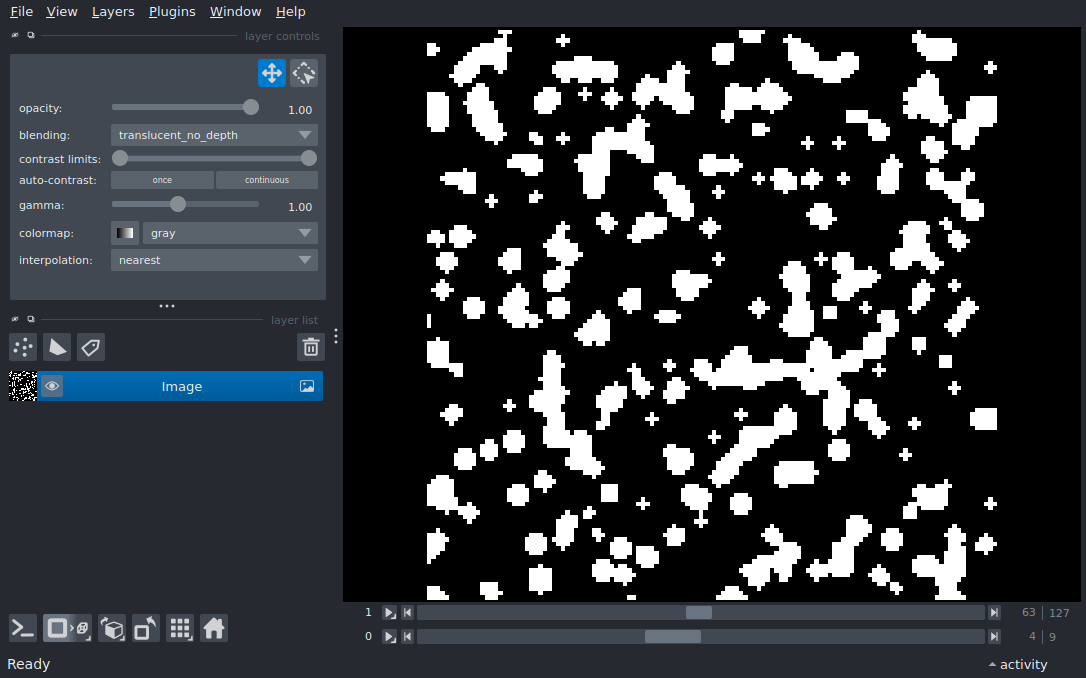 File View Layers Plugins Window Help
layer controls
opacity: 1.00
blending: translucent_no_depth
contrast limits:
auto-contrast: once continuous
gamma: 1.00
colormap: gray
interpolation: nearest
layer list
Image
1 63 127
0 4 9
Ready activity